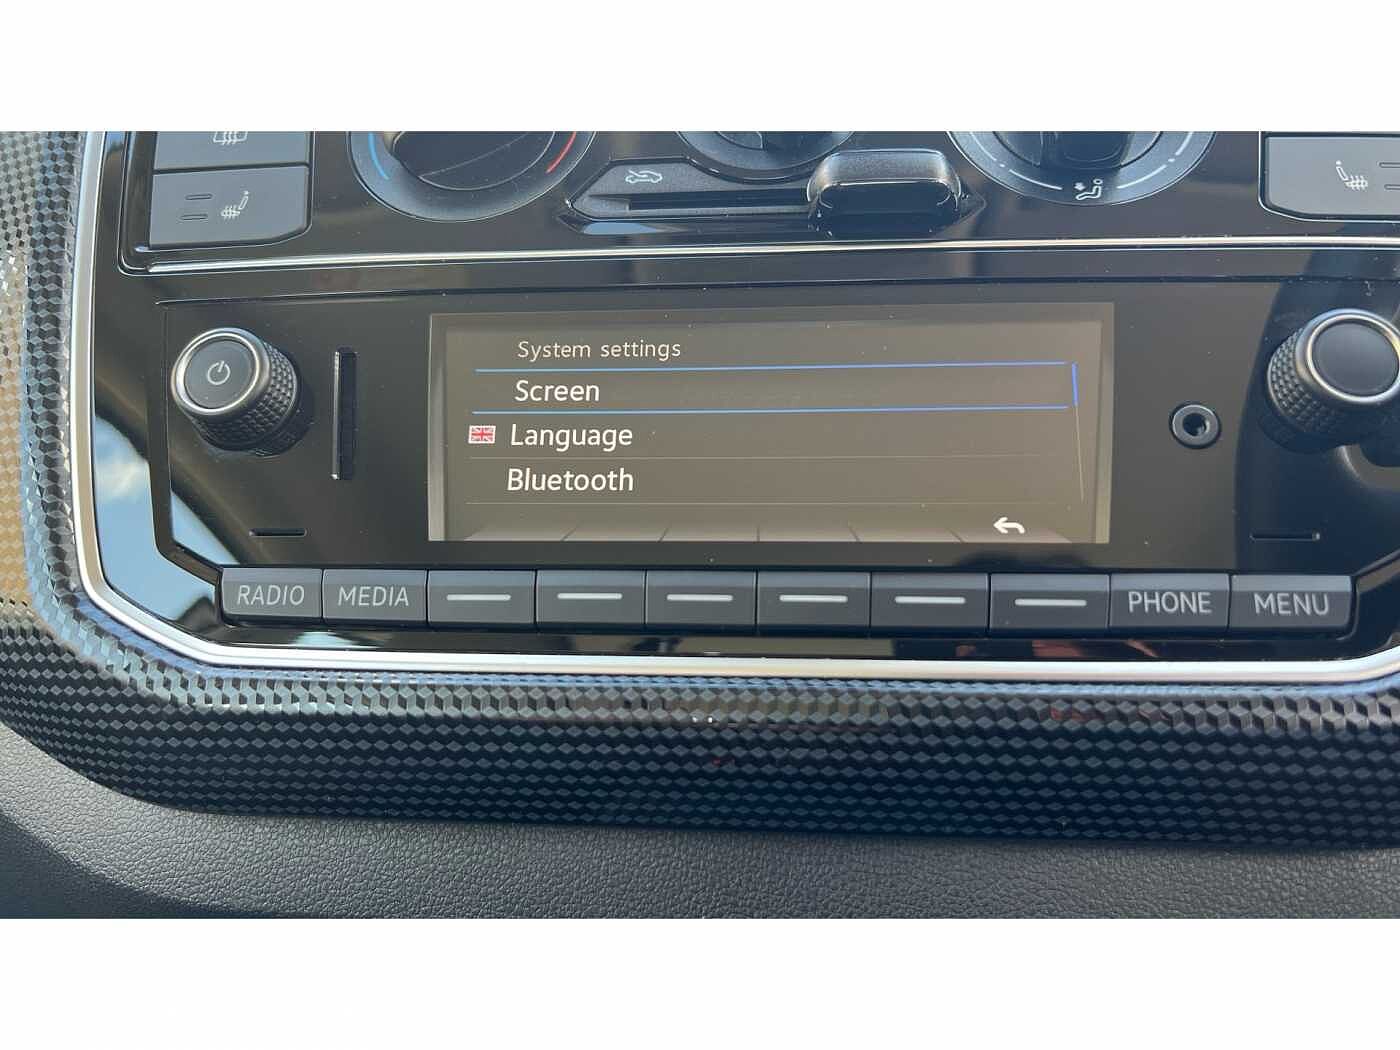 System settings
Screen
Language
Bluetooth
RADIO MEDIA PHONE MENU